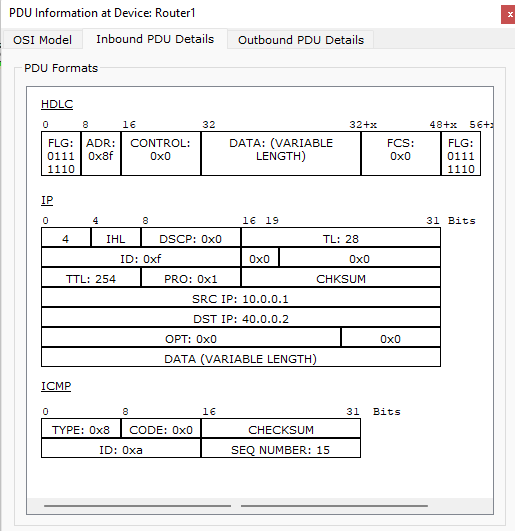 PDU Information at Device: Router1
x
OSI Model Inbound PDU Details Outbound PDU Details
PDU Formats
HDLC
0 8 16 32 32+x 48+x 56+x
FLG: 0111 1110 ADR: 0x8f CONTROL: 0x0 DATA: (VARIABLE LENGTH) FCS: 0x0 FLG: 0111 1110
IP
0 4 8 16 19 31 Bits
4 IHL DSCP: 0x0 TL: 28
ID: 0xf 0x0 0x0
TTL: 254 PRO: 0x1 CHKSUM
SRC IP: 10.0.0.1
DST IP: 40.0.0.2
OPT: 0x0 0x0
DATA (VARIABLE LENGTH)
ICMP
0 8 16 31 Bits
TYPE: 0x8 CODE: 0x0 CHECKSUM
ID: 0xa SEQ NUMBER: 15